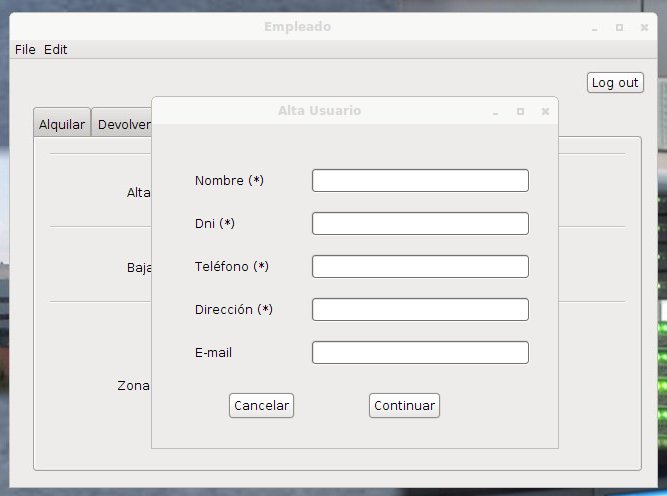 Empleado
File Edit
Log out
Alquilar Devolver
Alta Usuario
Nombre (*)
Alta
Dni (*)
Baja
Teléfono (*)
Dirección (*)
E-mail
Zona
Cancelar Continuar